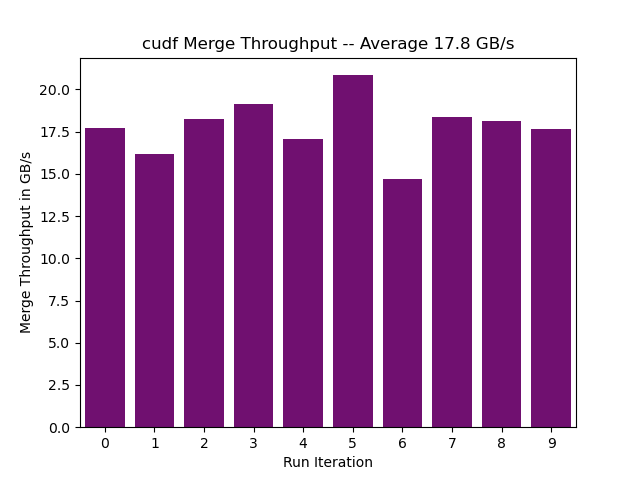 cudf Merge Throughput -- Average 17.8 GB/s
Merge Throughput in GB/s
20.0
17.5
15.0
12.5
10.0
7.5
5.0
2.5
0.0
0 1 2 3 4 5 6 7 8 9
Run Iteration